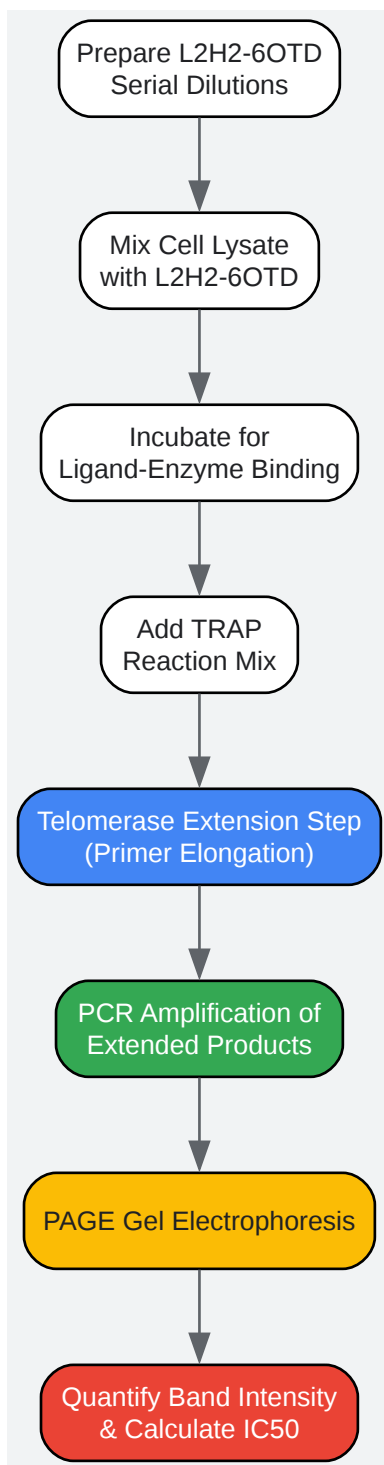 Prepare L2H2-6OTD
Serial Dilutions
Mix Cell Lysate
with L2H2-6OTD
Incubate for
Ligand-Enzyme Binding
Add TRAP
Reaction Mix
Telomerase Extension Step
(Primer Elongation)
PCR Amplification of
Extended Products
PAGE Gel Electrophoresis
Quantify Band Intensity
& Calculate IC50